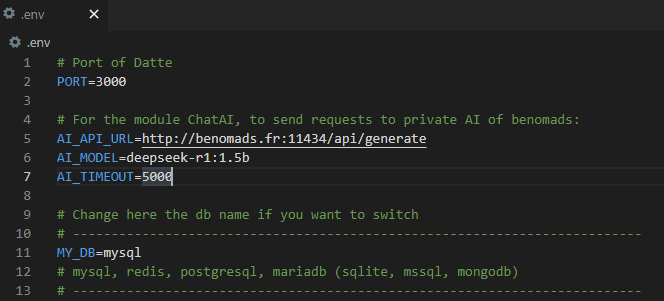 .env
.env
1 # Port of Datte
2 PORT=3000
3
4 # For the module ChatAI, to send requests to private AI of benomads:
5 AI_API_URL=http://benomads.fr:11434/api/generate
6 AI_MODEL=deepseek-r1:1.5b
7 AI_TIMEOUT=5000
8
9 # Change here the db name if you want to switch
10 # ----------------------------------------------------------------------
11 MY_DB=mysql
12 # mysql, redis, postgresql, mariadb (sqlite, mssql, mongodb)
13 # ----------------------------------------------------------------------